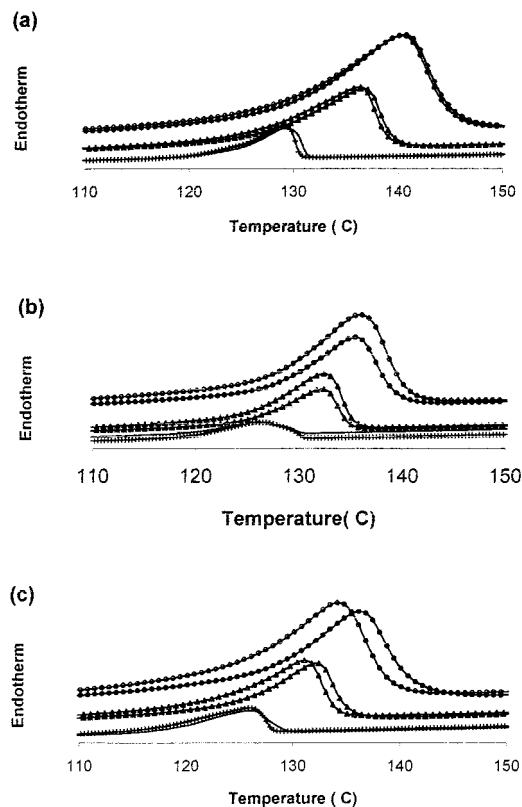 (a)
Endotherm
110 120 130 140 150
Temperature ( C)
(b)
Endotherm
110 120 130 140 150
Temperature( C)
(c)
Endotherm
110 120 130 140 150
Temperature ( C)